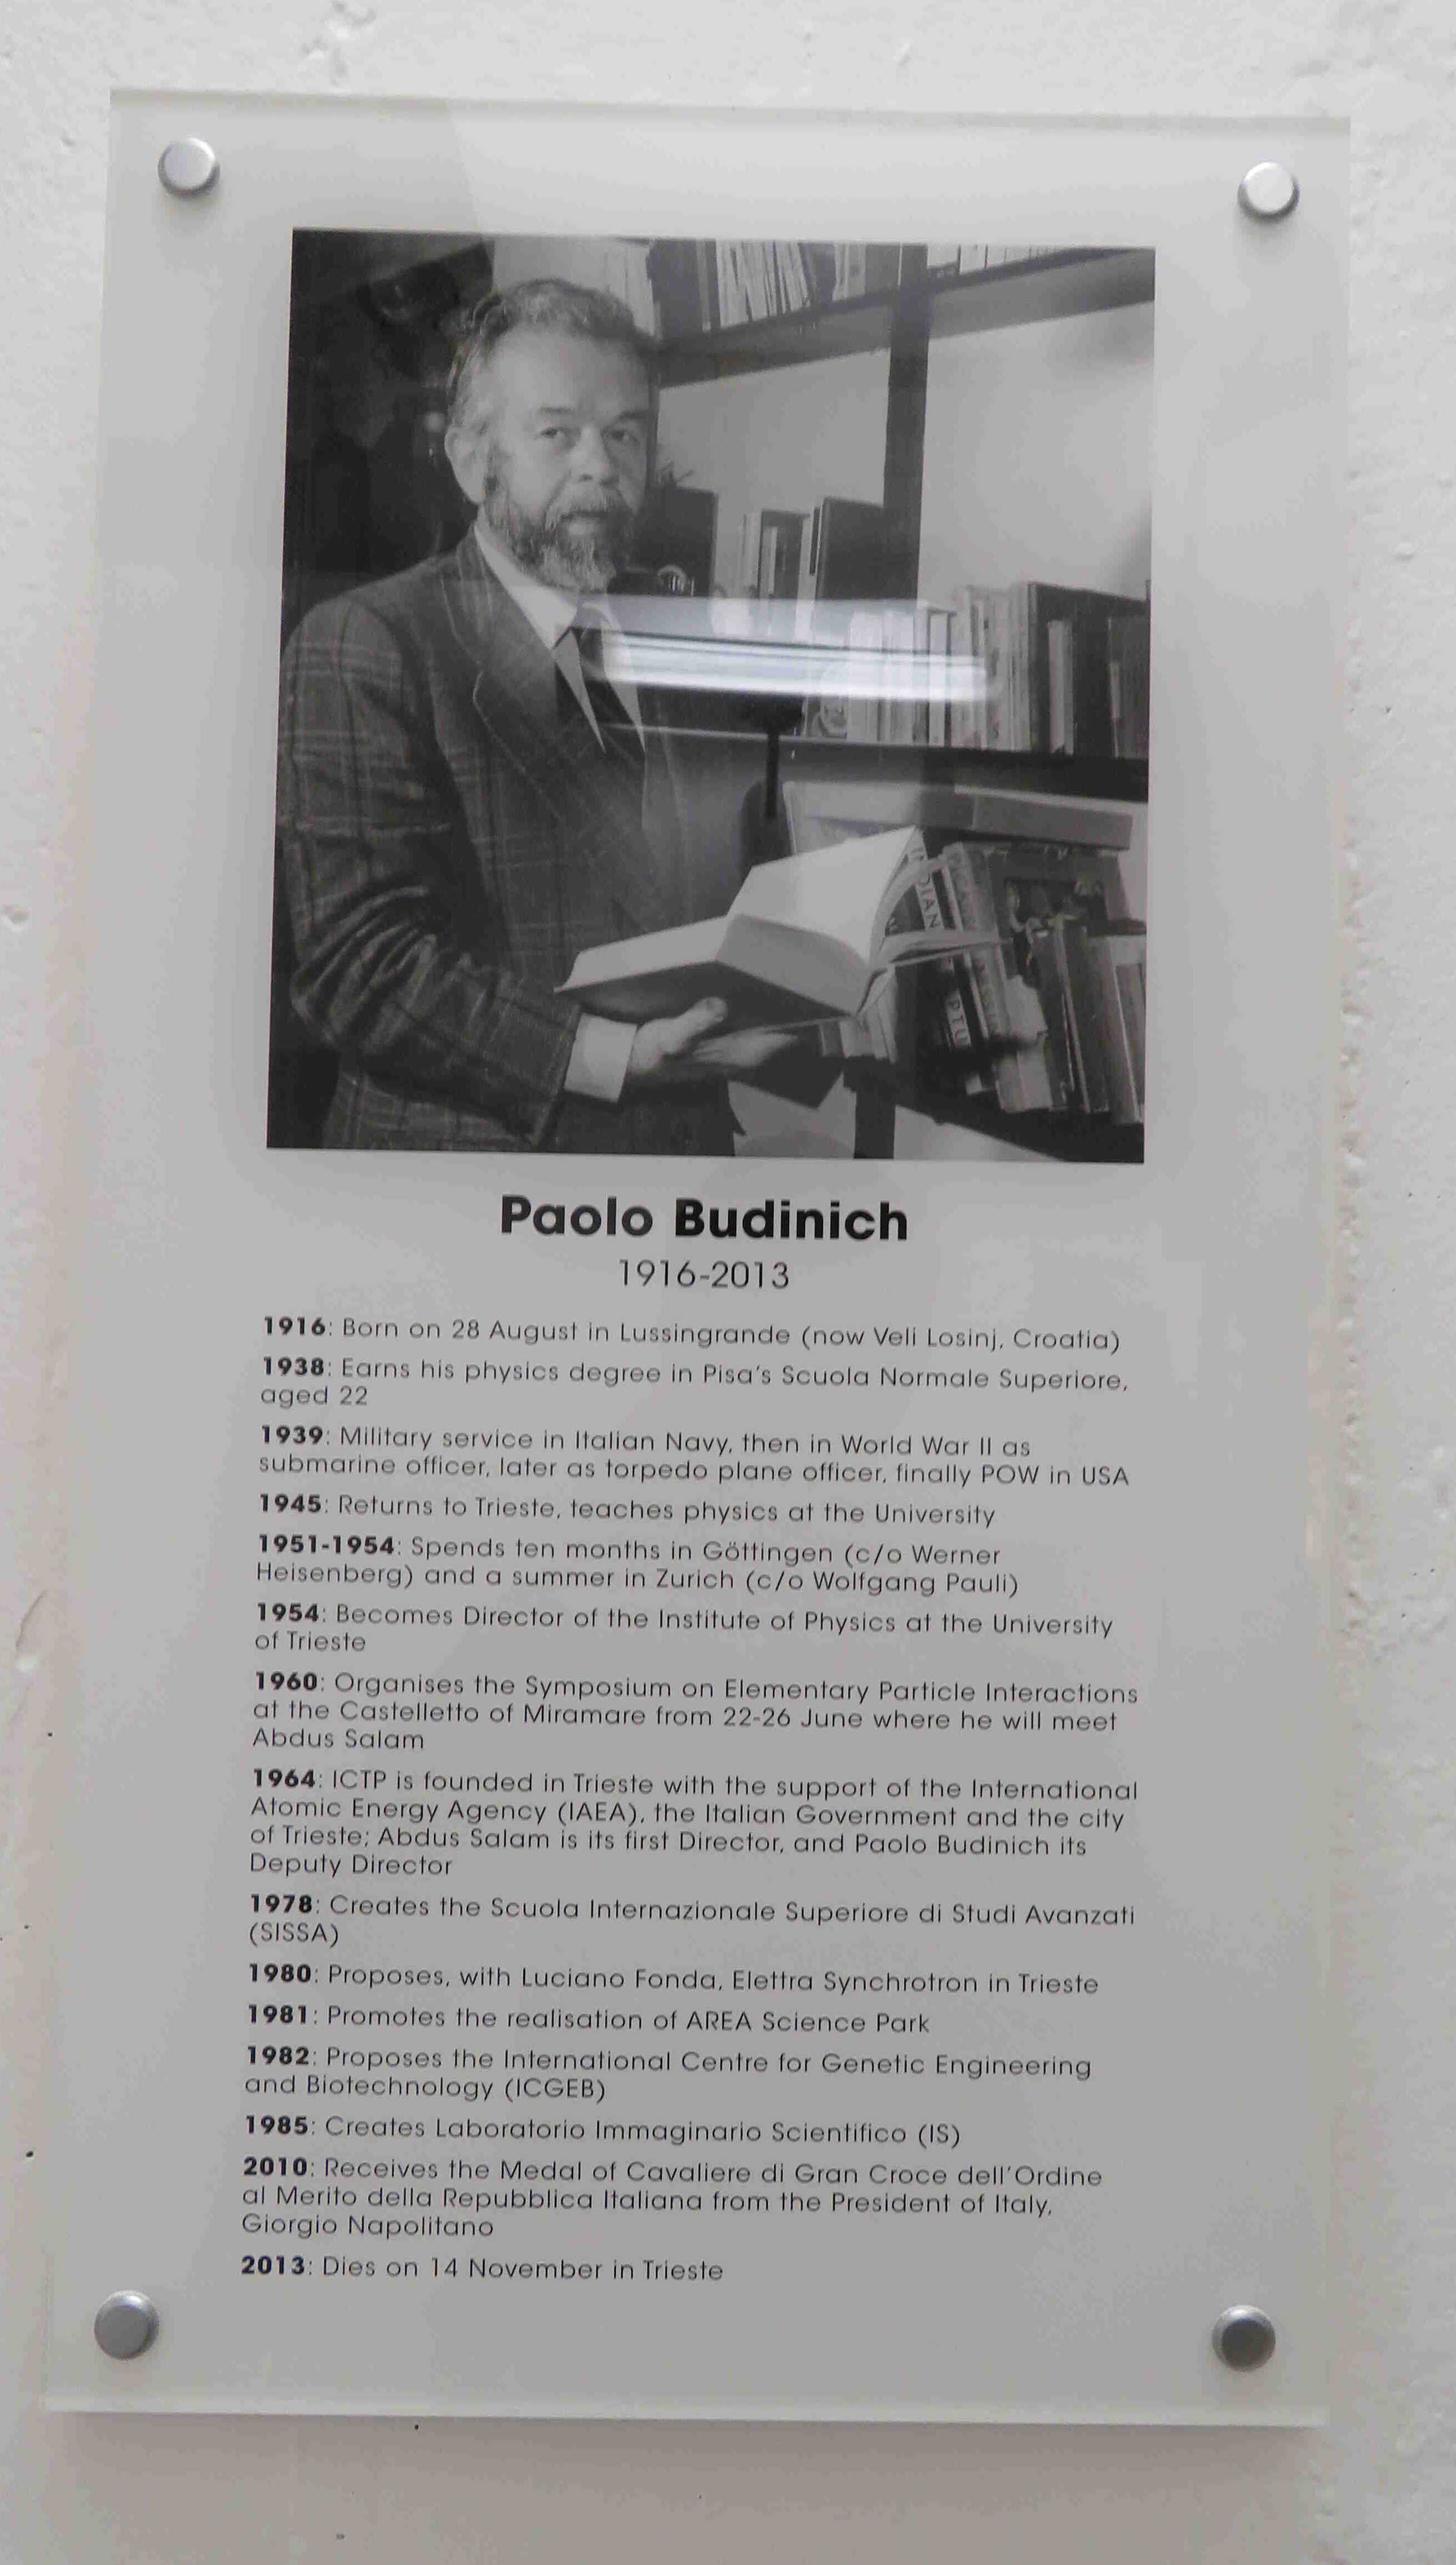 Paolo Budinich
1916-2013
1916: Born on 28 August in Lussingrande (now Veli Losinj, Croatia)
1938: Earns his physics degree in Pisa's Scuola Normale Superiore,
aged 22
1939: Military service in Italian Navy, then in World War II as
submarine officer, later as torpedo plane officer, finally POW in USA
1945: Returns to Trieste, teaches physics at the University
1951-1954: Spends ten months in Göttingen (c/o Werner
Heisenberg) and a summer in Zurich (c/o Wolfgang Pauli)
1954: Becomes Director of the Institute of Physics at the University
of Trieste
1960: Organises the Symposium on Elementary Particle Interactions
at the Castelletto of Miramare from 22-26 June where he will meet
Abdus Salam
1964: ICTP is founded in Trieste with the support of the International
Atomic Energy Agency (IAEA), the Italian Government and the city
of Trieste; Abdus Salam is its first Director, and Paolo Budinich its
Deputy Director
1978: Creates the Scuola Internazionale Superiore di Studi Avanzati
(SISSA)
1980: Proposes, with Luciano Fonda, Elettra Synchrotron in Trieste
1981: Promotes the realisation of AREA Science Park
1982: Proposes the International Centre for Genetic Engineering
and Biotechnology (ICGEB)
1985: Creates Laboratorio Immaginario Scientifico (IS)
2010: Receives the Medal of Cavaliere di Gran Croce dell'Ordine
al Merito della Repubblica Italiana from the President of Italy,
Giorgio Napolitano
2013: Dies on 14 November in Trieste